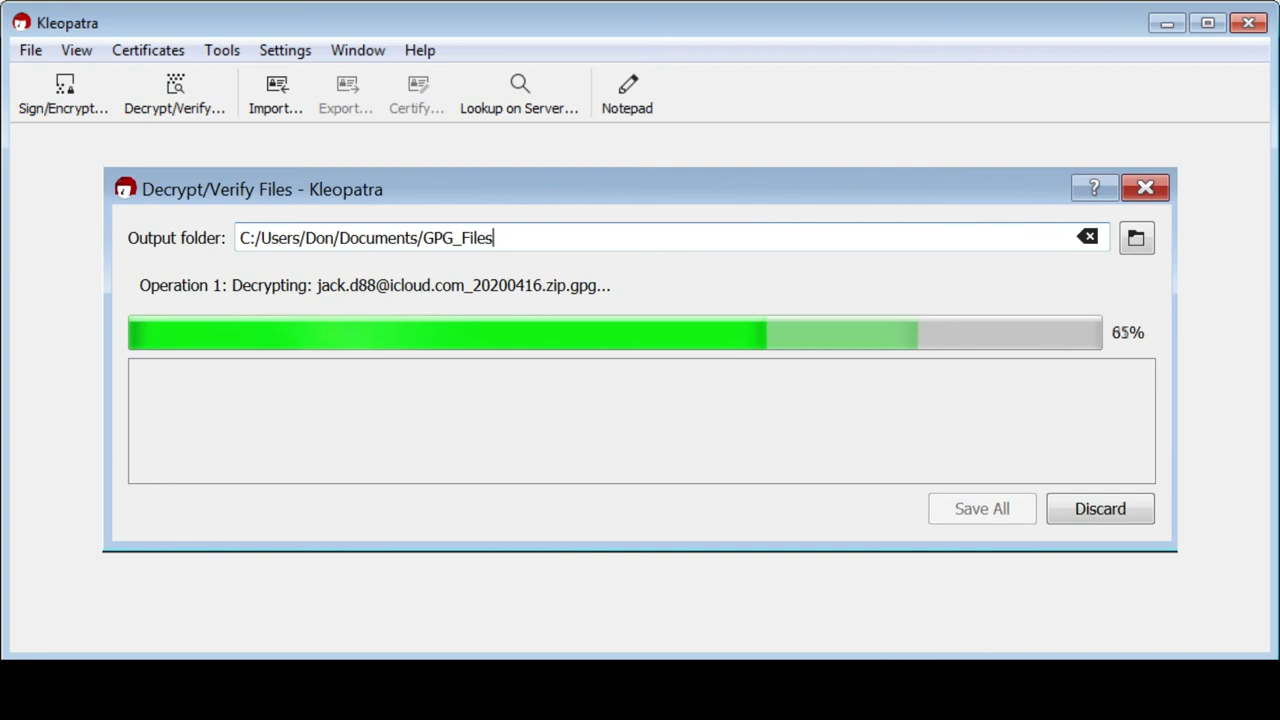 Kleopatra
File View Certificates Tools Settings Window Help
Sign/Encrypt... Decrypt/Verify... Import... Export... Certify... Lookup on Server... Notepad
Decrypt/Verify Files - Kleopatra
?
Output folder: C:/Users/Don/Documents/GPG_Files
Operation 1: Decrypting: jack.d88@icloud.com_20200416.zip.gpg...
65%
Save All Discard